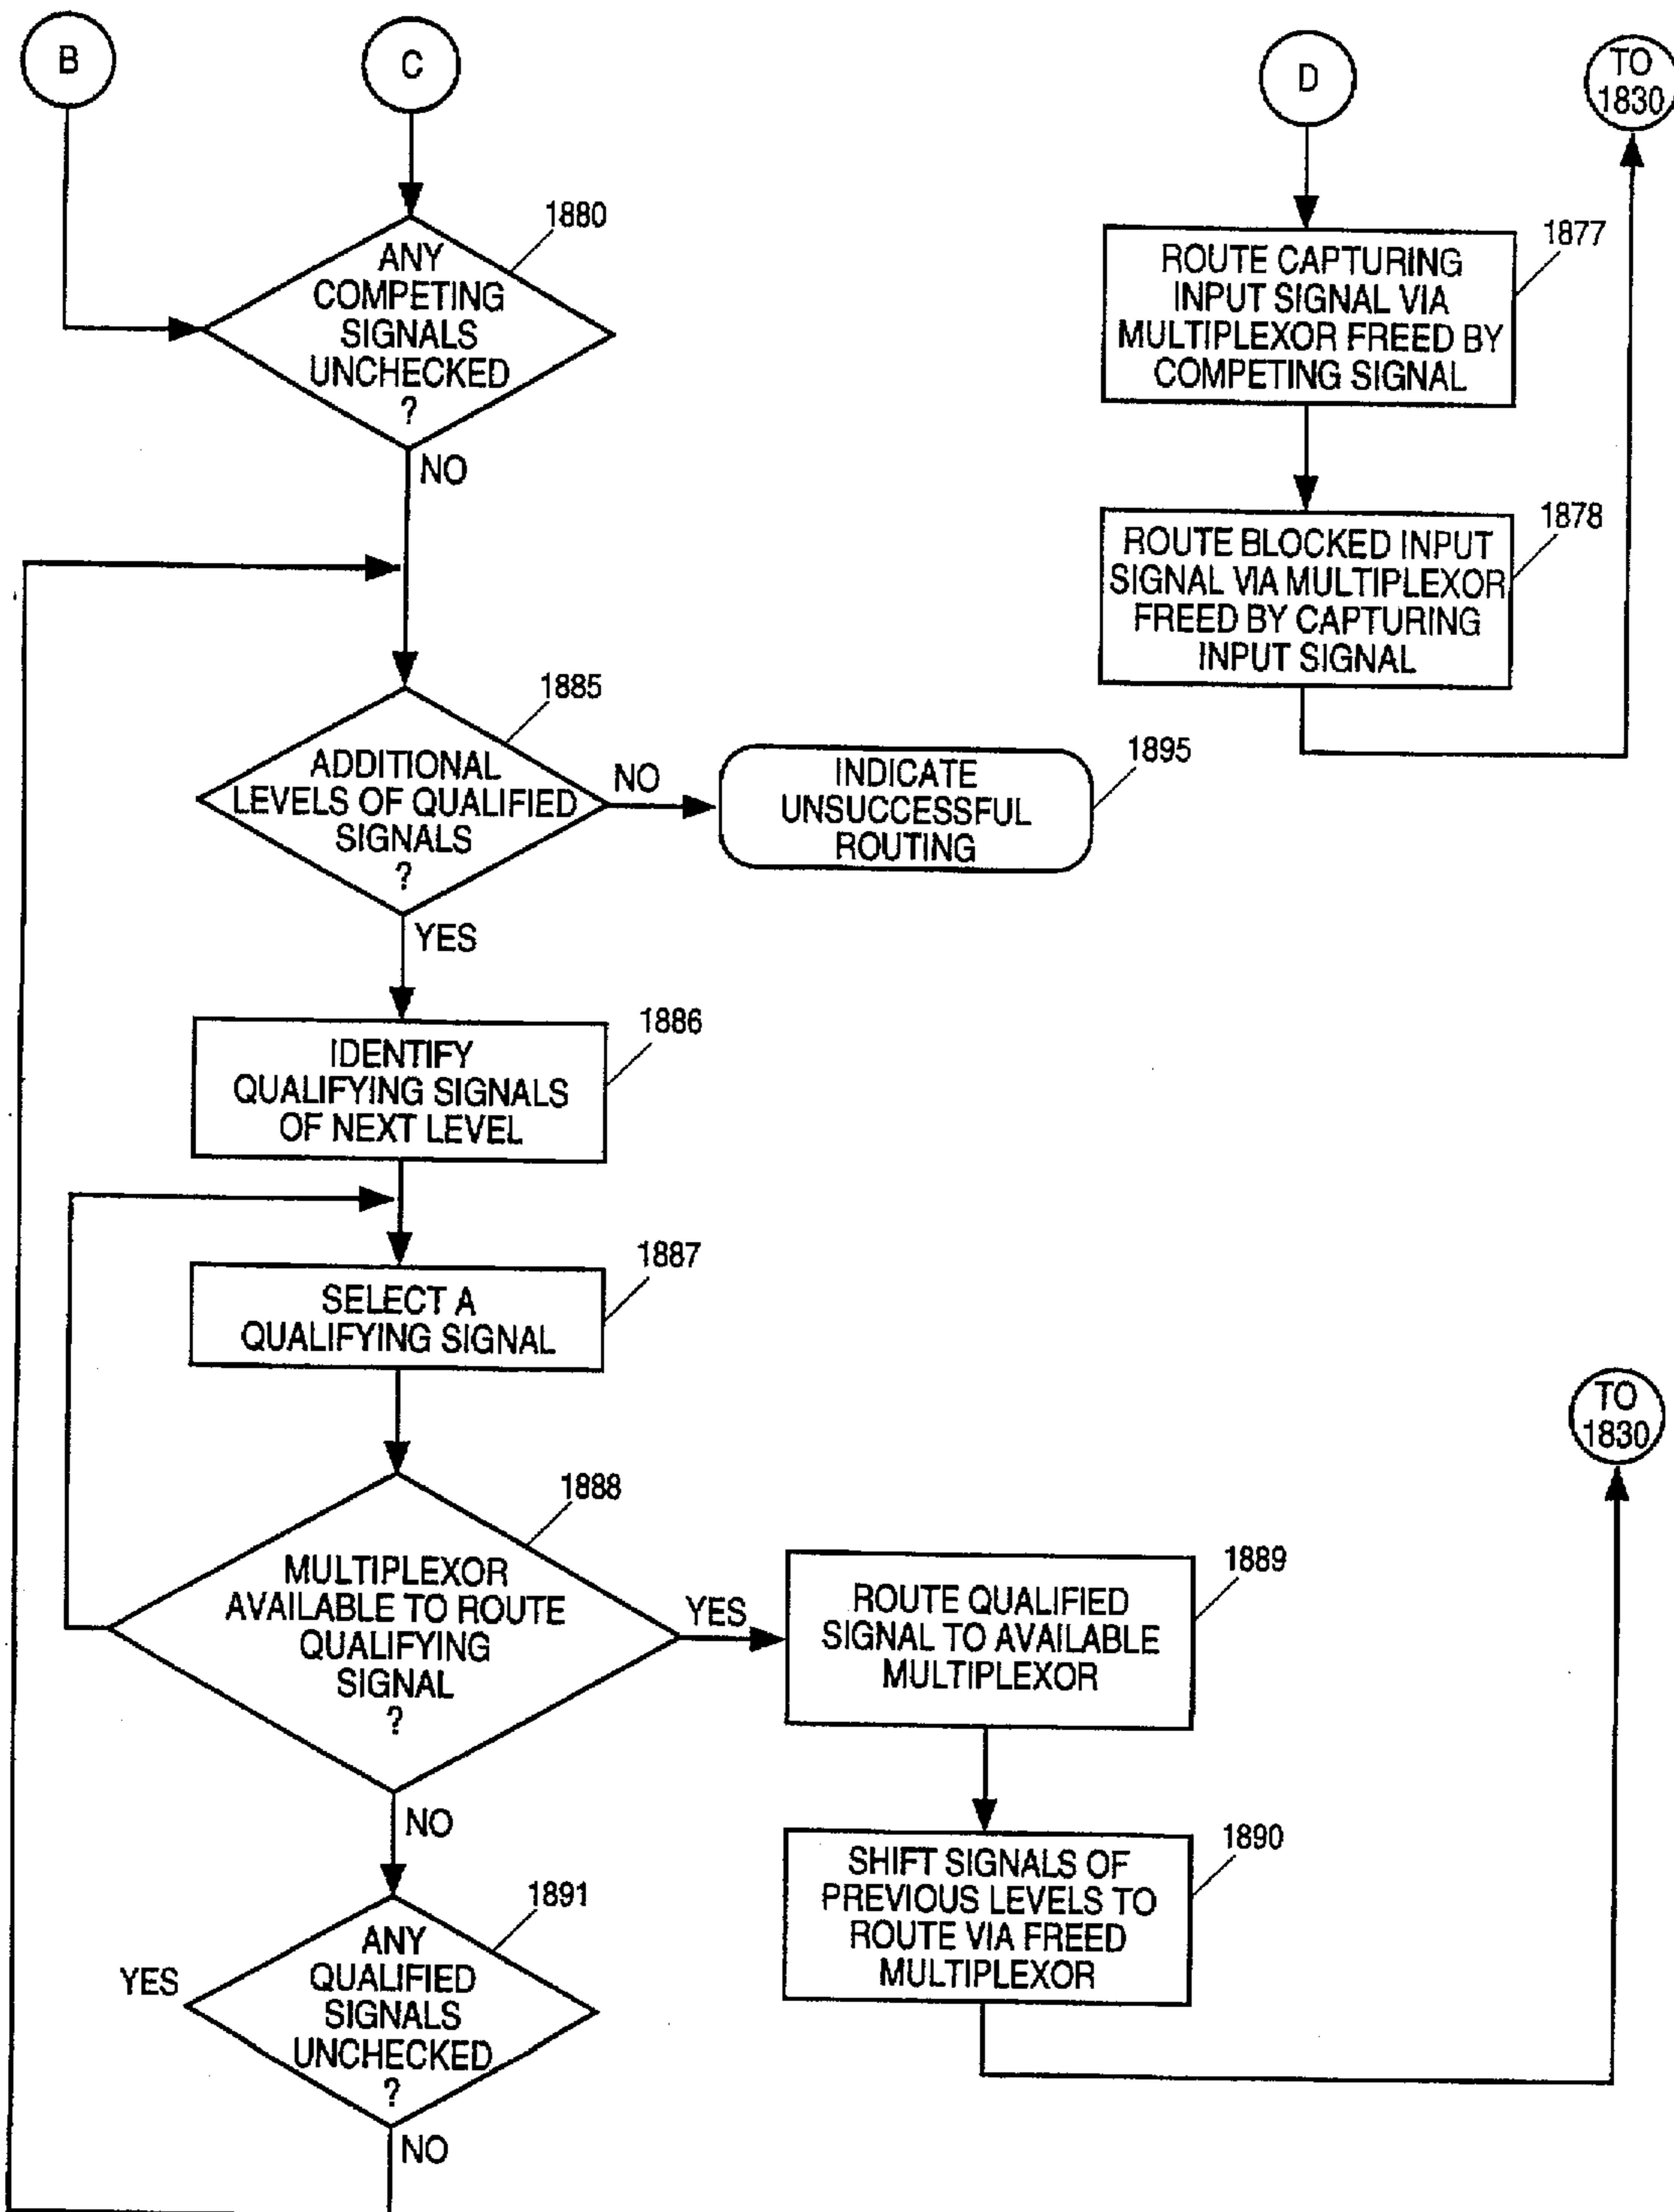 B
C
D
TO
1830
1880
ANY
COMPETING
SIGNALS
UNCHECKED
?
NO
1877
ROUTE CAPTURING
INPUT SIGNAL VIA
MULTIPLEXOR FREED BY
COMPETING SIGNAL
1878
ROUTE BLOCKED INPUT
SIGNAL VIA MULTIPLEXOR
FREED BY CAPTURING
INPUT SIGNAL
1885
ADDITIONAL
LEVELS OF QUALIFIED
SIGNALS
?
NO
1895
INDICATE
UNSUCCESSFUL
ROUTING
YES
1886
IDENTIFY
QUALIFYING SIGNALS
OF NEXT LEVEL
1887
SELECT A
QUALIFYING SIGNAL
TO
1830
1888
MULTIPLEXOR
AVAILABLE TO ROUTE
QUALIFYING
SIGNAL
?
YES
1889
ROUTE QUALIFIED
SIGNAL TO AVAILABLE
MULTIPLEXOR
NO
1890
SHIFT SIGNALS OF
PREVIOUS LEVELS TO
ROUTE VIA FREED
MULTIPLEXOR
1891
ANY
QUALIFIED
SIGNALS
UNCHECKED
?
YES
NO